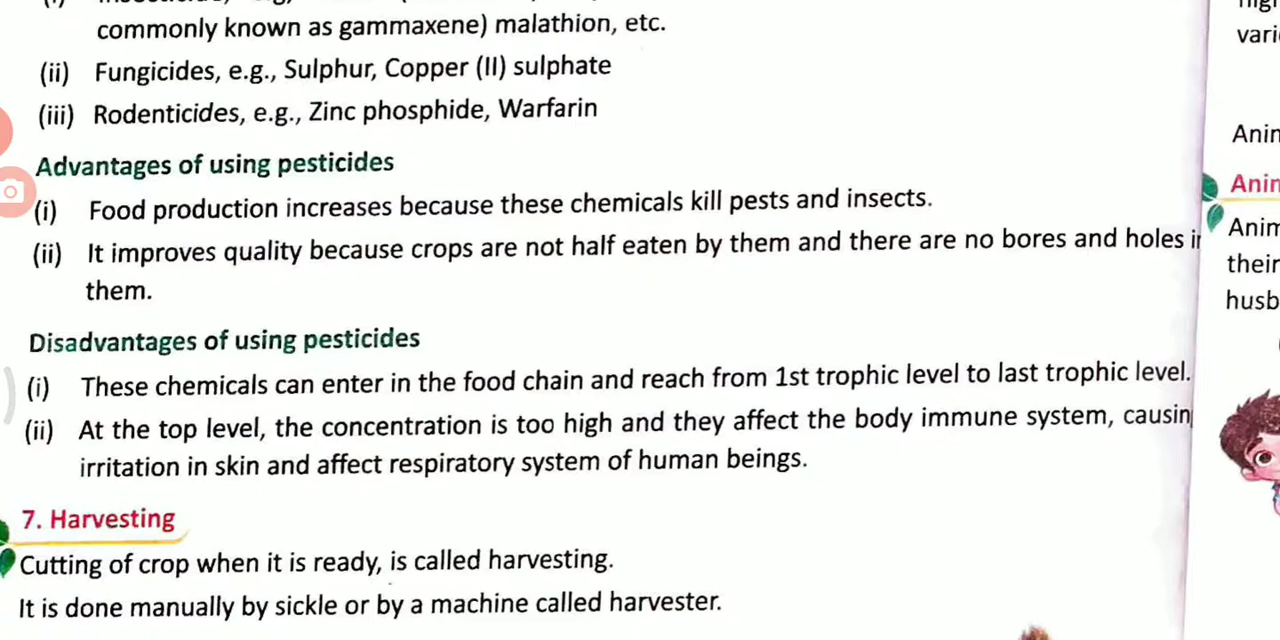 commonly known as gammaxene) malathion, etc.
(ii) Fungicides, e.g., Sulphur, Copper (II) sulphate
(iii) Rodenticides, e.g., Zinc phosphide, Warfarin
Advantages of using pesticides
(i) Food production increases because these chemicals kill pests and insects.
(ii) It improves quality because crops are not half eaten by them and there are no bores and holes
them.
Disadvantages of using pesticides
(i) These chemicals can enter in the food chain and reach from 1st trophic level to last trophic level.
(ii) At the top level, the concentration is too high and they affect the body immune system,
irritation in skin and affect respiratory system of human beings.
7. Harvesting
Cutting of crop when it is ready, is called harvesting.
It is done manually by sickle or by a machine called harvester.
their